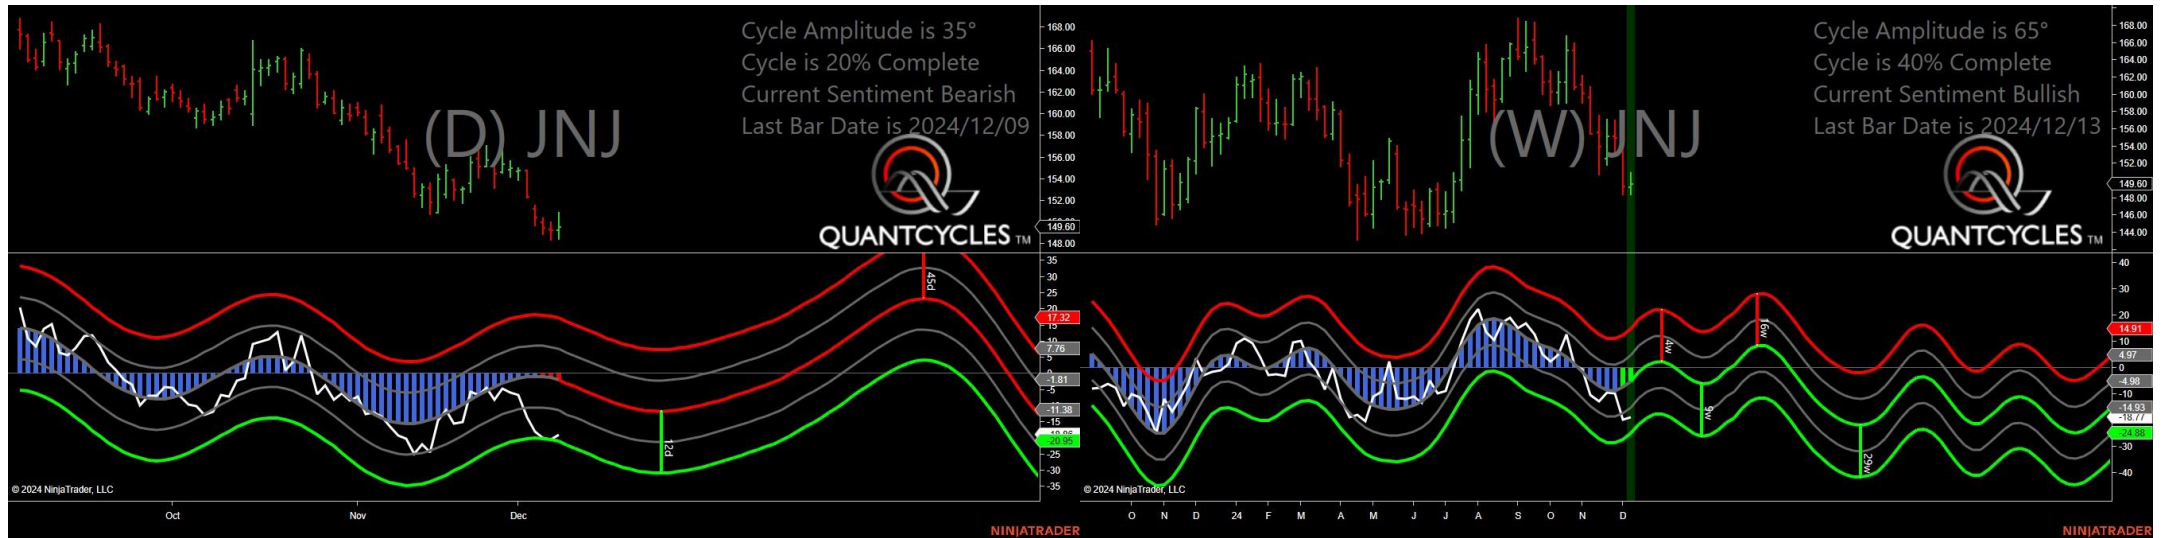 Cycle Amplitude is 35°
Cycle is 20% Complete
Current Sentiment Bearish
Last Bar Date is 2024/12/09
(D) JNJ
QUANTCYCLES TM
168.00
166.00
164.00
162.00
160.00
158.00
156.00
154.00
152.00
149.60
148.00
35
30
25
20
17.32
15
10
7.76
5
0
-1.81
-5
-11.38
-15
-20.95
-25
-30
-35
45d
12d
© 2024 NinjaTrader, LLC
Oct Nov Dec
NINJATRADER
Cycle Amplitude is 65°
Cycle is 40% Complete
Current Sentiment Bullish
Last Bar Date is 2024/12/13
(W) JNJ
QUANTCYCLES TM
168.00
166.00
164.00
162.00
160.00
158.00
156.00
154.00
152.00
149.60
148.00
146.00
144.00
40
30
20
14.91
10
4.97
0
-4.98
-10
-14.93
-18.77
-24.88
-30
-40
4w
16w
9w
29w
© 2024 NinjaTrader, LLC
O N D 24 F M A M J J A S O N D
NINJATRADER